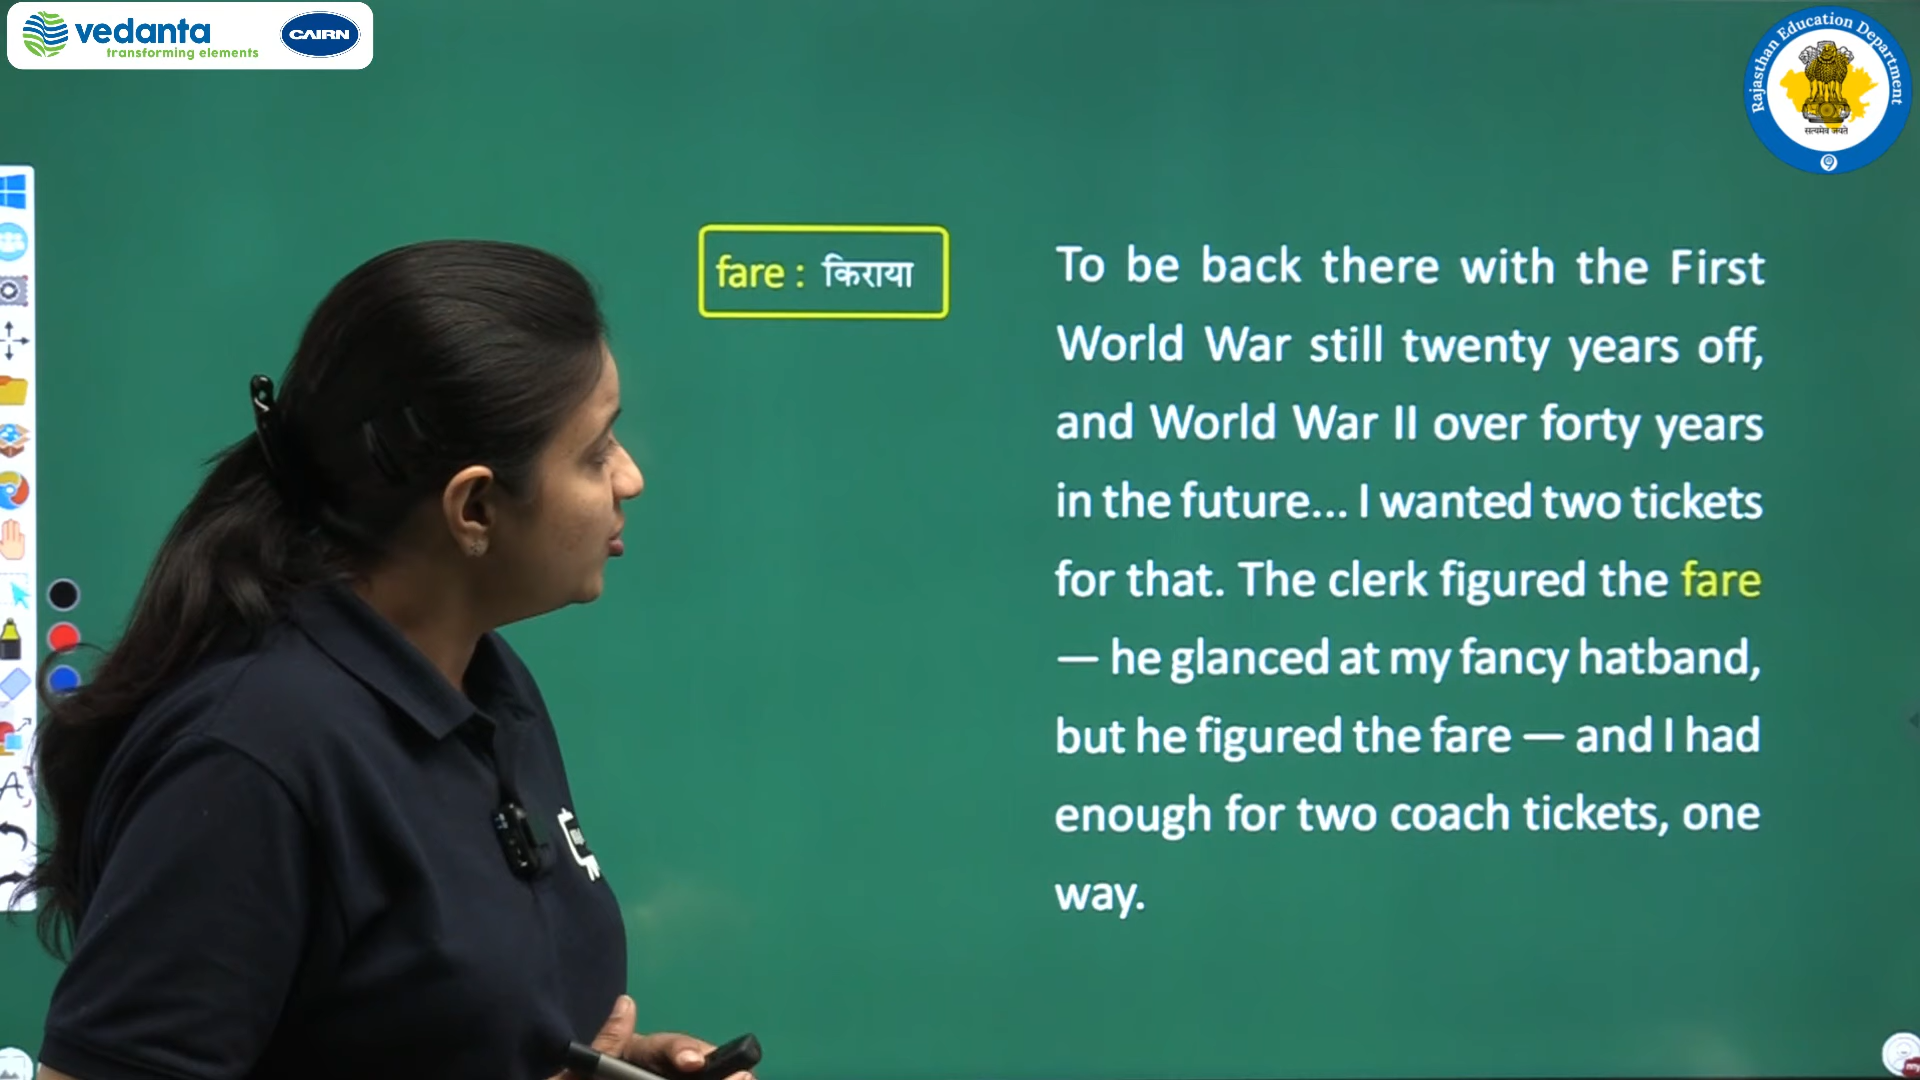 vedanta
transforming elements
CAIRN
Rajasthan Education Department
सत्यमेव जयते
fare : किराया
To be back there with the First
World War still twenty years off,
and World War II over forty years
in the future... I wanted two tickets
for that. The clerk figured the fare
— he glanced at my fancy hatband,
but he figured the fare — and I had
enough for two coach tickets, one
way.